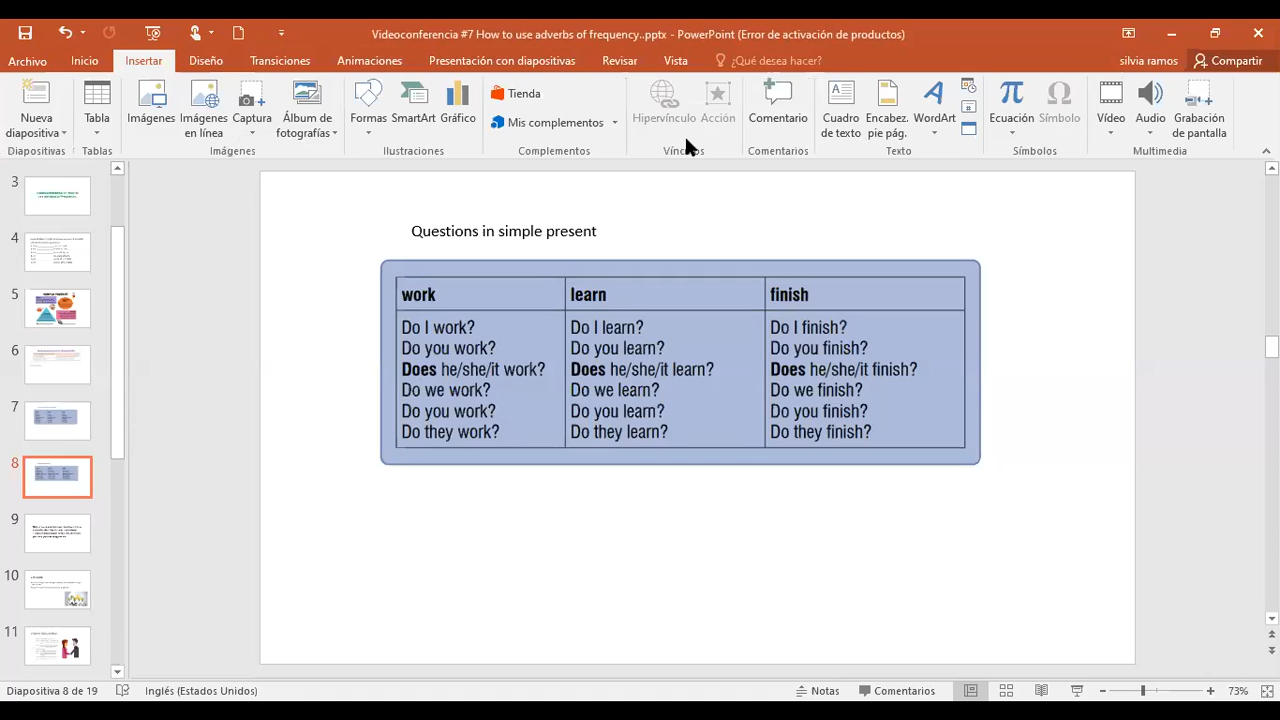 Videoconferencia #7 How to use adverbs of frequency..pptx - PowerPoint (Error de activación de productos)
Archivo Inicio Insertar Diseño Transiciones Animaciones Presentación con diapositivas Revisar Vista ¿Qué desea hacer? silvia ramos Compartir
Nueva diapositiva
Tabla
Imágenes
Imágenes en línea
Captura
Álbum de fotografías
Formas
SmartArt
Gráfico
Tienda
Mis complementos
Hipervínculo
Acción
Comentario
Cuadro de texto
Encabez. pie pág.
WordArt
Ecuación
Símbolo
Vídeo
Audio
Grabación de pantalla
Diapositivas Tablas Imágenes Ilustraciones Complementos Vínculos Comentarios Texto Símbolos Multimedia
3
4
5
6
7
8
9
10
11
Questions in simple present
work learn finish
Do I work? Do I learn? Do I finish?
Do you work? Do you learn? Do you finish?
Does he/she/it work? Does he/she/it learn? Does he/she/it finish?
Do we work? Do we learn? Do we finish?
Do you work? Do you learn? Do you finish?
Do they work? Do they learn? Do they finish?
Diapositiva 8 de 19 Inglés (Estados Unidos) Notas Comentarios 73%